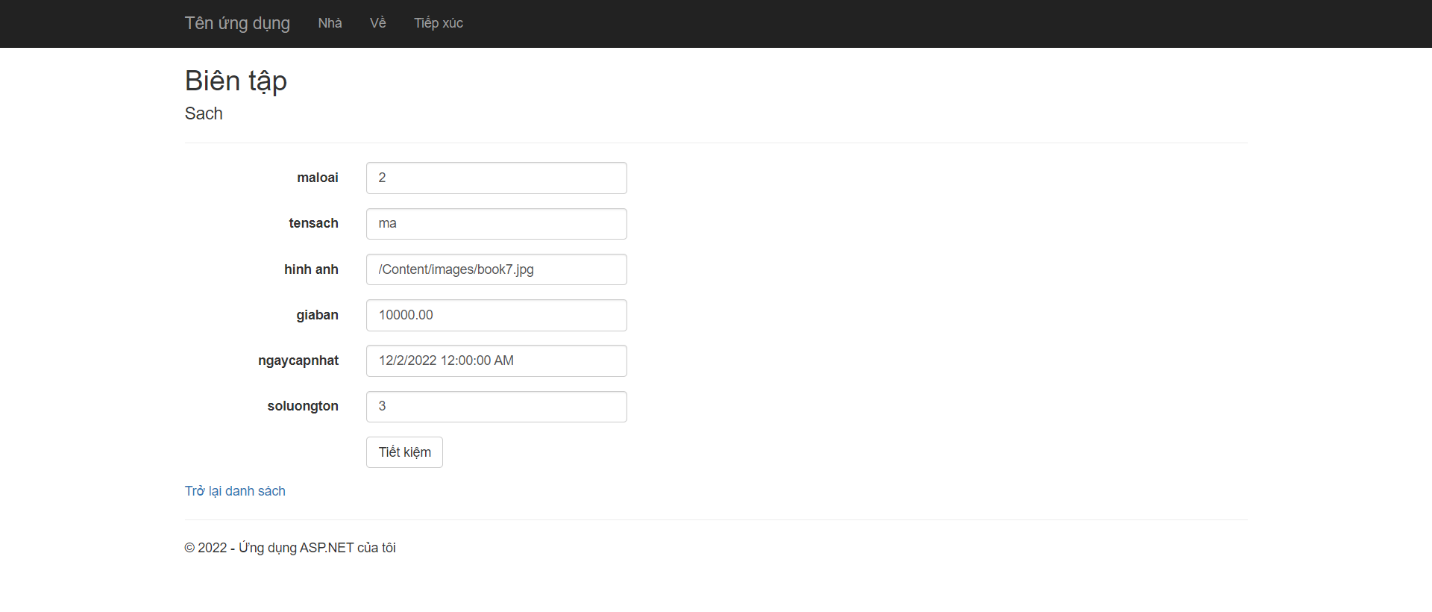 Tên ứng dụng Nhà Về Tiếp xúc
Biên tập
Sach
maloai 2
tensach ma
hinh anh /Content/images/book7.jpg
giaban 10000.00
ngaycapnhat 12/2/2022 12:00:00 AM
soluongton 3
Tiết kiệm
Trở lại danh sách
© 2022 - Ứng dụng ASP.NET của tôi